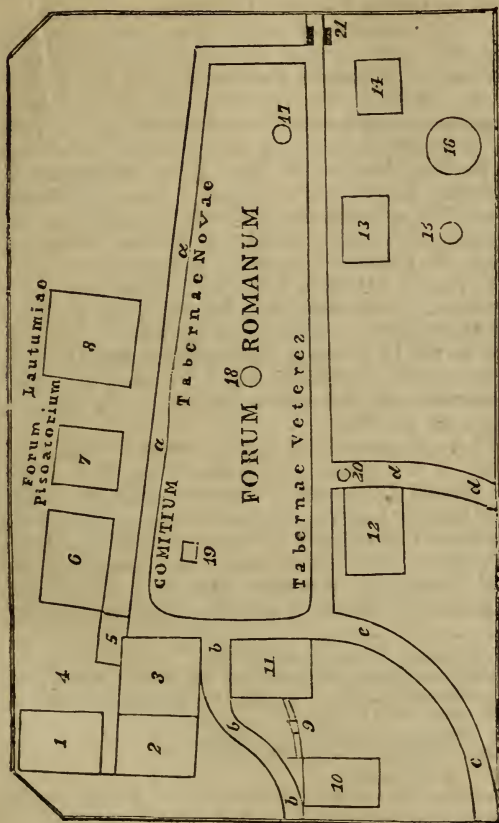 Forum Lautumiae
Piscatorium
1
4
6
7
8
5
2
3
a
a
COMITIUM
Tabernae Novae
19
18
17
b
b
b
FORUM ROMANUM
11
9
10
Tabernae Veteres
21
c
c
20
12
d
d
13
14
15
16